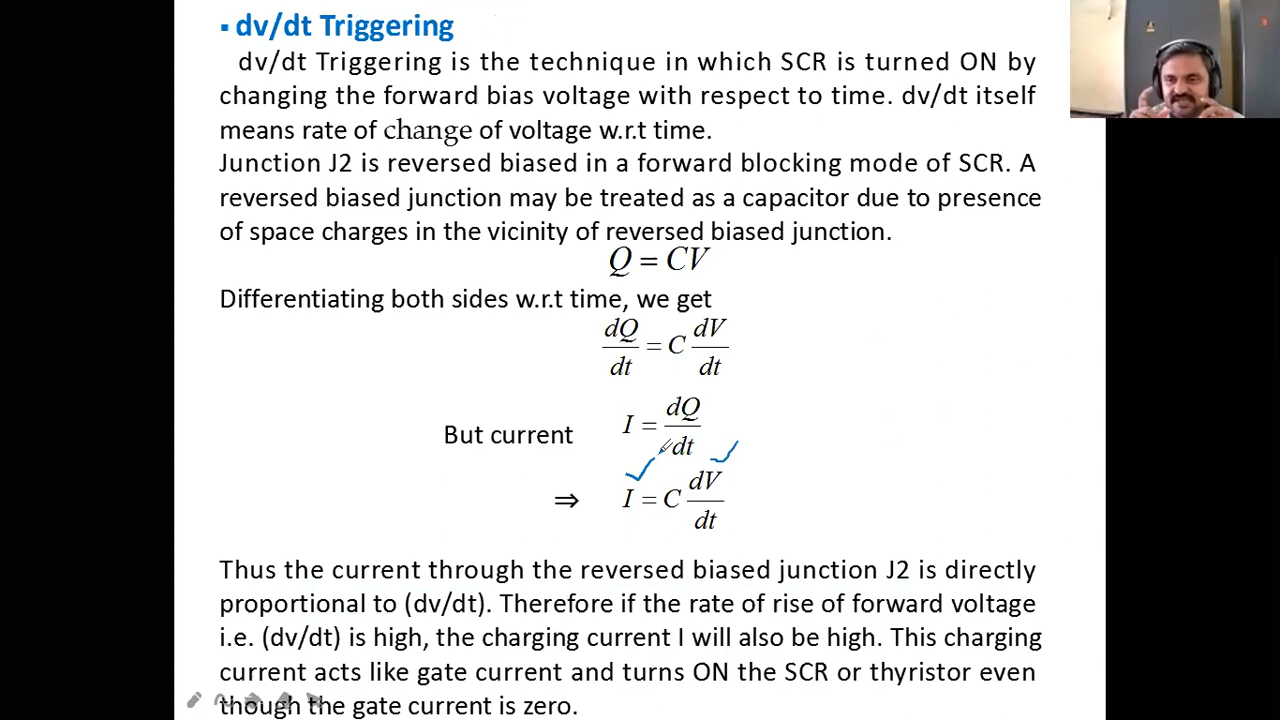 ▪ dv/dt Triggering
dv/dt Triggering is the technique in which SCR is turned ON by
changing the forward bias voltage with respect to time. dv/dt itself
means rate of change of voltage w.r.t time.
Junction J2 is reversed biased in a forward blocking mode of SCR. A
reversed biased junction may be treated as a capacitor due to presence
of space charges in the vicinity of reversed biased junction.
Q = CV
Differentiating both sides w.r.t time, we get
dQ/dt = C dV/dt
But current I = dQ/dt
⇒ I = C dV/dt
Thus the current through the reversed biased junction J2 is directly
proportional to (dv/dt). Therefore if the rate of rise of forward voltage
i.e. (dv/dt) is high, the charging current I will also be high. This charging
current acts like gate current and turns ON the SCR or thyristor even
though the gate current is zero.